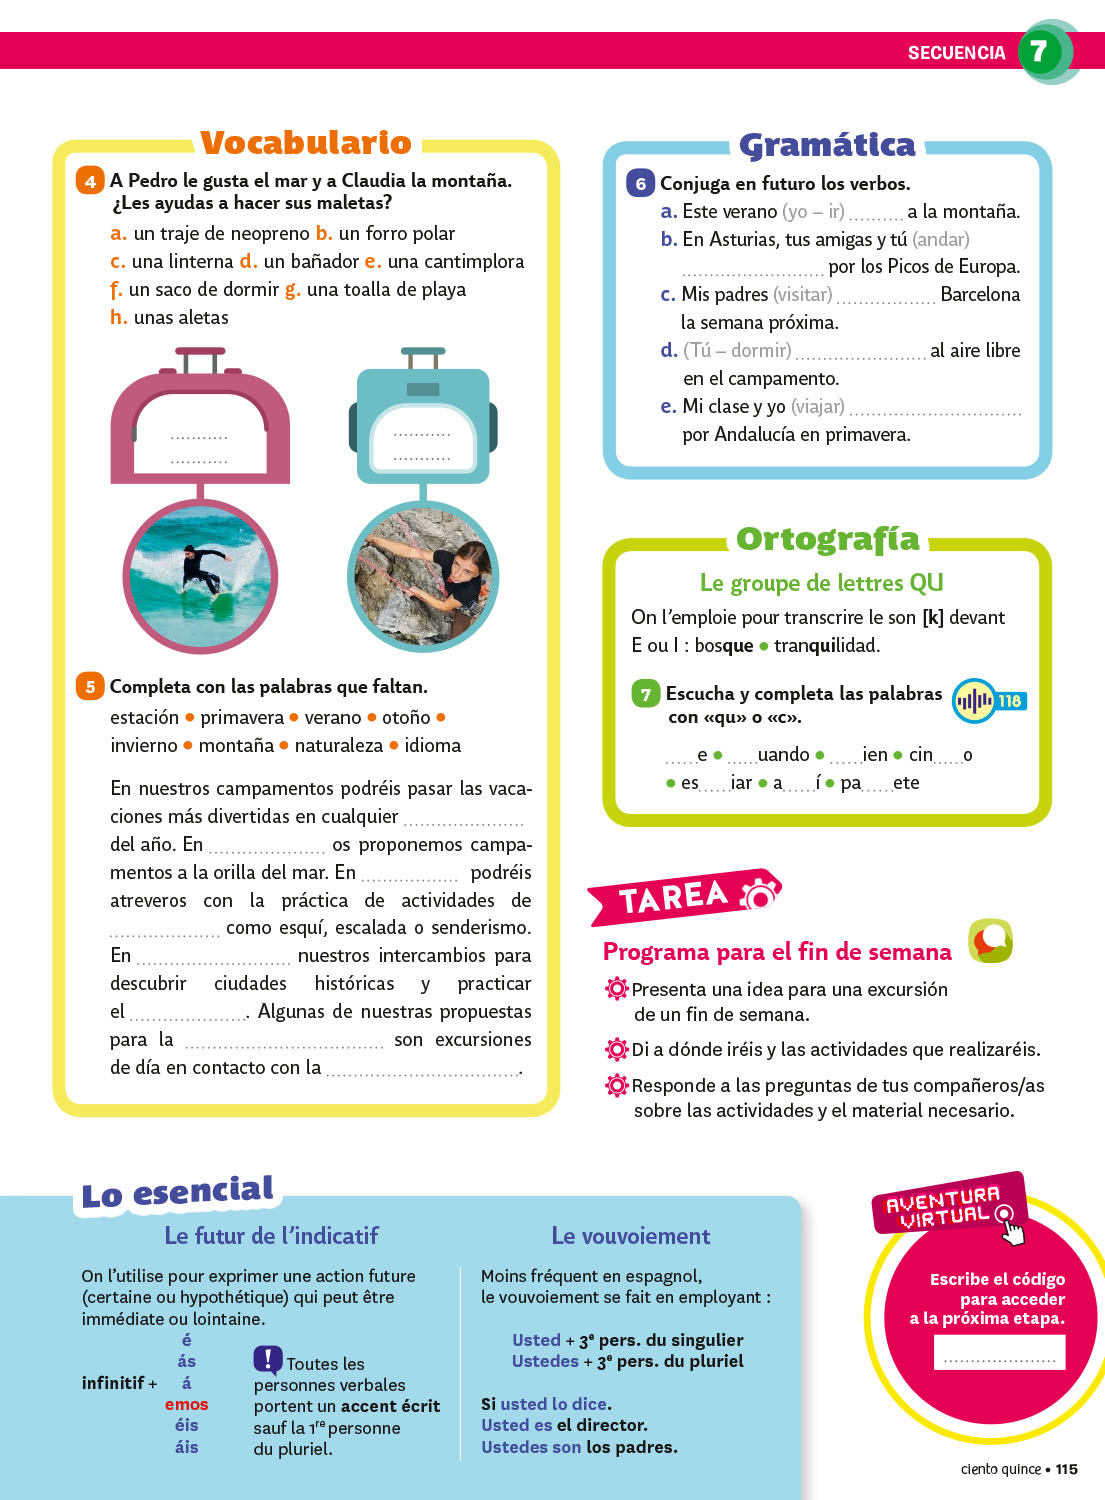 SECUENCIA 7
Vocabulario
4 A Pedro le gusta el mar y a Claudia la montaña.
¿Les ayudas a hacer sus maletas?
a. un traje de neopreno b. un forro polar
c. una linterna d. un bañador e. una cantimplora
f. un saco de dormir g. una toalla de playa
h. unas aletas
...........
...........
...........
...........
5 Completa con las palabras que faltan.
estación • primavera • verano • otoño •
invierno • montaña • naturaleza • idioma
En nuestros campamentos podréis pasar las vaca-
ciones más divertidas en cualquier .....................
del año. En .................... os proponemos campa-
mentos a la orilla del mar. En ................. podréis
atreveros con la práctica de actividades de
.................... como esquí, escalada o senderismo.
En ........................... nuestros intercambios para
descubrir ciudades históricas y practicar
el ..................... Algunas de nuestras propuestas
para la ................................... son excursiones
de día en contacto con la ...................................
Gramática
6 Conjuga en futuro los verbos.
a. Este verano (yo – ir) .......... a la montaña.
b. En Asturias, tus amigas y tú (andar)
......................... por los Picos de Europa.
c. Mis padres (visitar) .................. Barcelona
la semana próxima.
d. (Tú – dormir) ....................... al aire libre
en el campamento.
e. Mi clase y yo (viajar) ..............................
por Andalucía en primavera.
Ortografía
Le groupe de lettres QU
On l’emploie pour transcrire le son [k] devant
E ou I : bosque • tranquilidad.
7 Escucha y completa las palabras
con «qu» o «c».
118
......e • ......uando • ......ien • cin......o
• es......iar • a......í • pa......ete
TAREA
Programa para el fin de semana
Presenta una idea para una excursión
de un fin de semana.
Di a dónde iréis y las actividades que realizaréis.
Responde a las preguntas de tus compañeros/as
sobre las actividades y el material necesario.
Lo esencial
Le futur de l’indicatif
On l’utilise pour exprimer une action future
(certaine ou hypothétique) qui peut être
immédiate ou lointaine.
é
ás
infinitif + á
emos
éis
áis
! Toutes les
personnes verbales
portent un accent écrit
sauf la 1re personne
du pluriel.
Le vouvoiement
Moins fréquent en espagnol,
le vouvoiement se fait en employant :
Usted + 3e pers. du singulier
Ustedes + 3e pers. du pluriel
Si usted lo dice.
Usted es el director.
Ustedes son los padres.
AVENTURA
VIRTUAL
Escribe el código
para acceder
a la próxima etapa.
.....................
ciento quince • 115